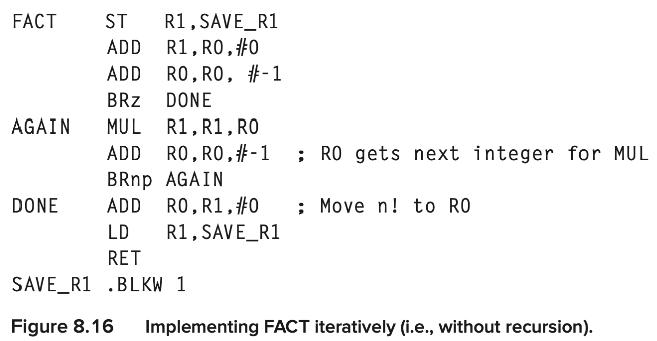 FACT ST R1,SAVE_R1
ADD R1,R0,#0
ADD R0,R0, #-1
BRz DONE
AGAIN MUL R1,R1,R0
ADD R0,R0,#-1 ; R0 gets next integer for MUL
BRnp AGAIN
DONE ADD R0,R1,#0 ; Move n! to R0
LD R1,SAVE_R1
RET
SAVE_R1 .BLKW 1
Figure 8.16 Implementing FACT iteratively (i.e., without recursion).